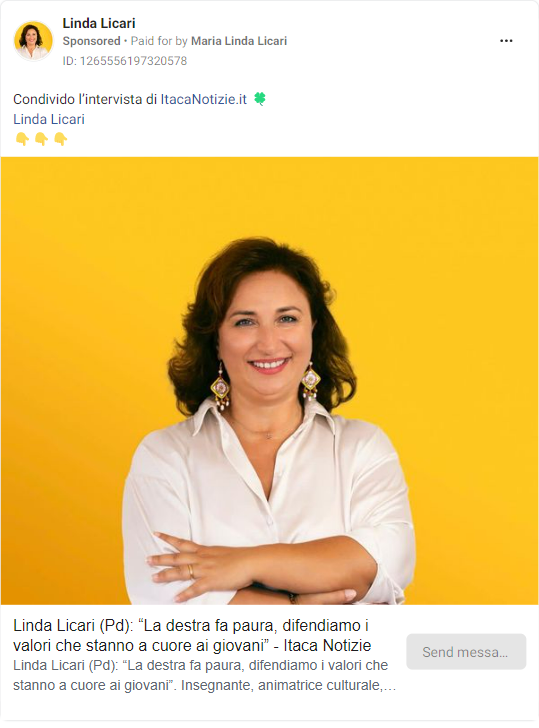 Linda Licari
Sponsored • Paid for by Maria Linda Licari
ID: 1265556197320578
Condivido l’intervista di ItacaNotizie.it 🍀
Linda Licari
👇👇👇
Linda Licari (Pd): “La destra fa paura, difendiamo i
valori che stanno a cuore ai giovani” - Itaca Notizie
Linda Licari (Pd): “La destra fa paura, difendiamo i valori che
stanno a cuore ai giovani”. Insegnante, animatrice culturale,...
Send messa...